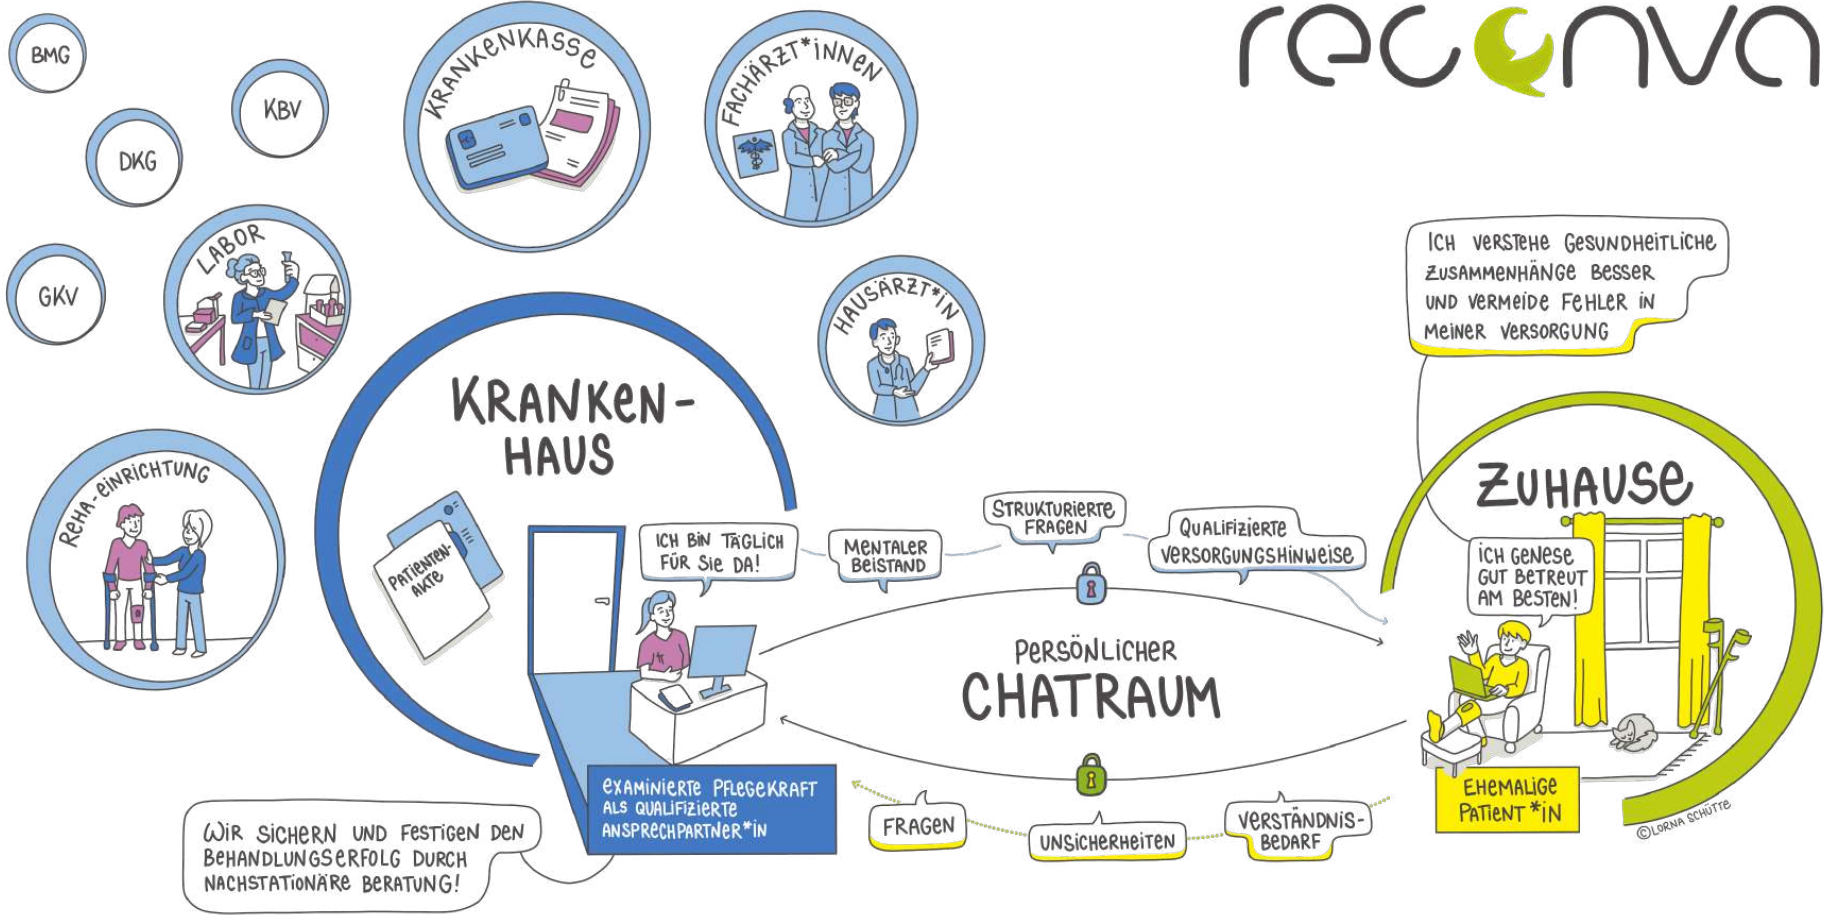 BMG
DKG
KBV
GKV
LABOR
KRANKENKASSE
FACHÄRZT*iNNEN
HAUSÄRZT*iN
REHA-EINRICHTUNG
reconva
KRANKEN-
HAUS
PATIENTEN-
AKTE
ICH BIN TÄGLICH
FÜR SIE DA!
MENTALER
BEISTAND
STRUKTURIERTE
FRAGEN
QUALIFIZIERTE
VERSORGUNGSHINWEISE
PERSÖNLICHER
CHATRAUM
ICH VERSTEHE GESUNDHEITLICHE
ZUSAMMENHÄNGE BESSER
UND VERMEIDE FEHLER IN
MEINER VERSORGUNG
ZUHAUSE
ICH GENESE
GUT BETREUT
AM BESTEN!
EHEMALIGE
PATIENT*IN
©LORNA SCHÜTTE
EXAMINIERTE PFLEGEKRAFT
ALS QUALIFIZIERTE
ANSPRECHPARTNER*IN
WIR SICHERN UND FESTIGEN DEN
BEHANDLUNGSERFOLG DURCH
NACHSTATIONÄRE BERATUNG!
FRAGEN
UNSICHERHEITEN
VERSTÄNDNIS-
BEDARF